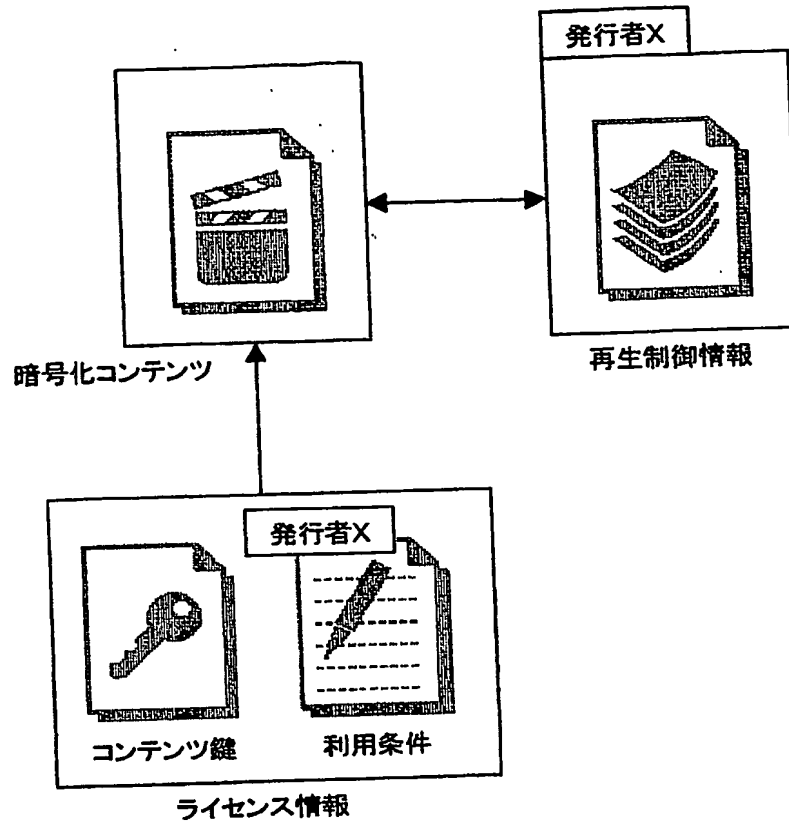 発行者X
暗号化コンテンツ
再生制御情報
発行者X
コンテンツ鍵
利用条件
ライセンス情報